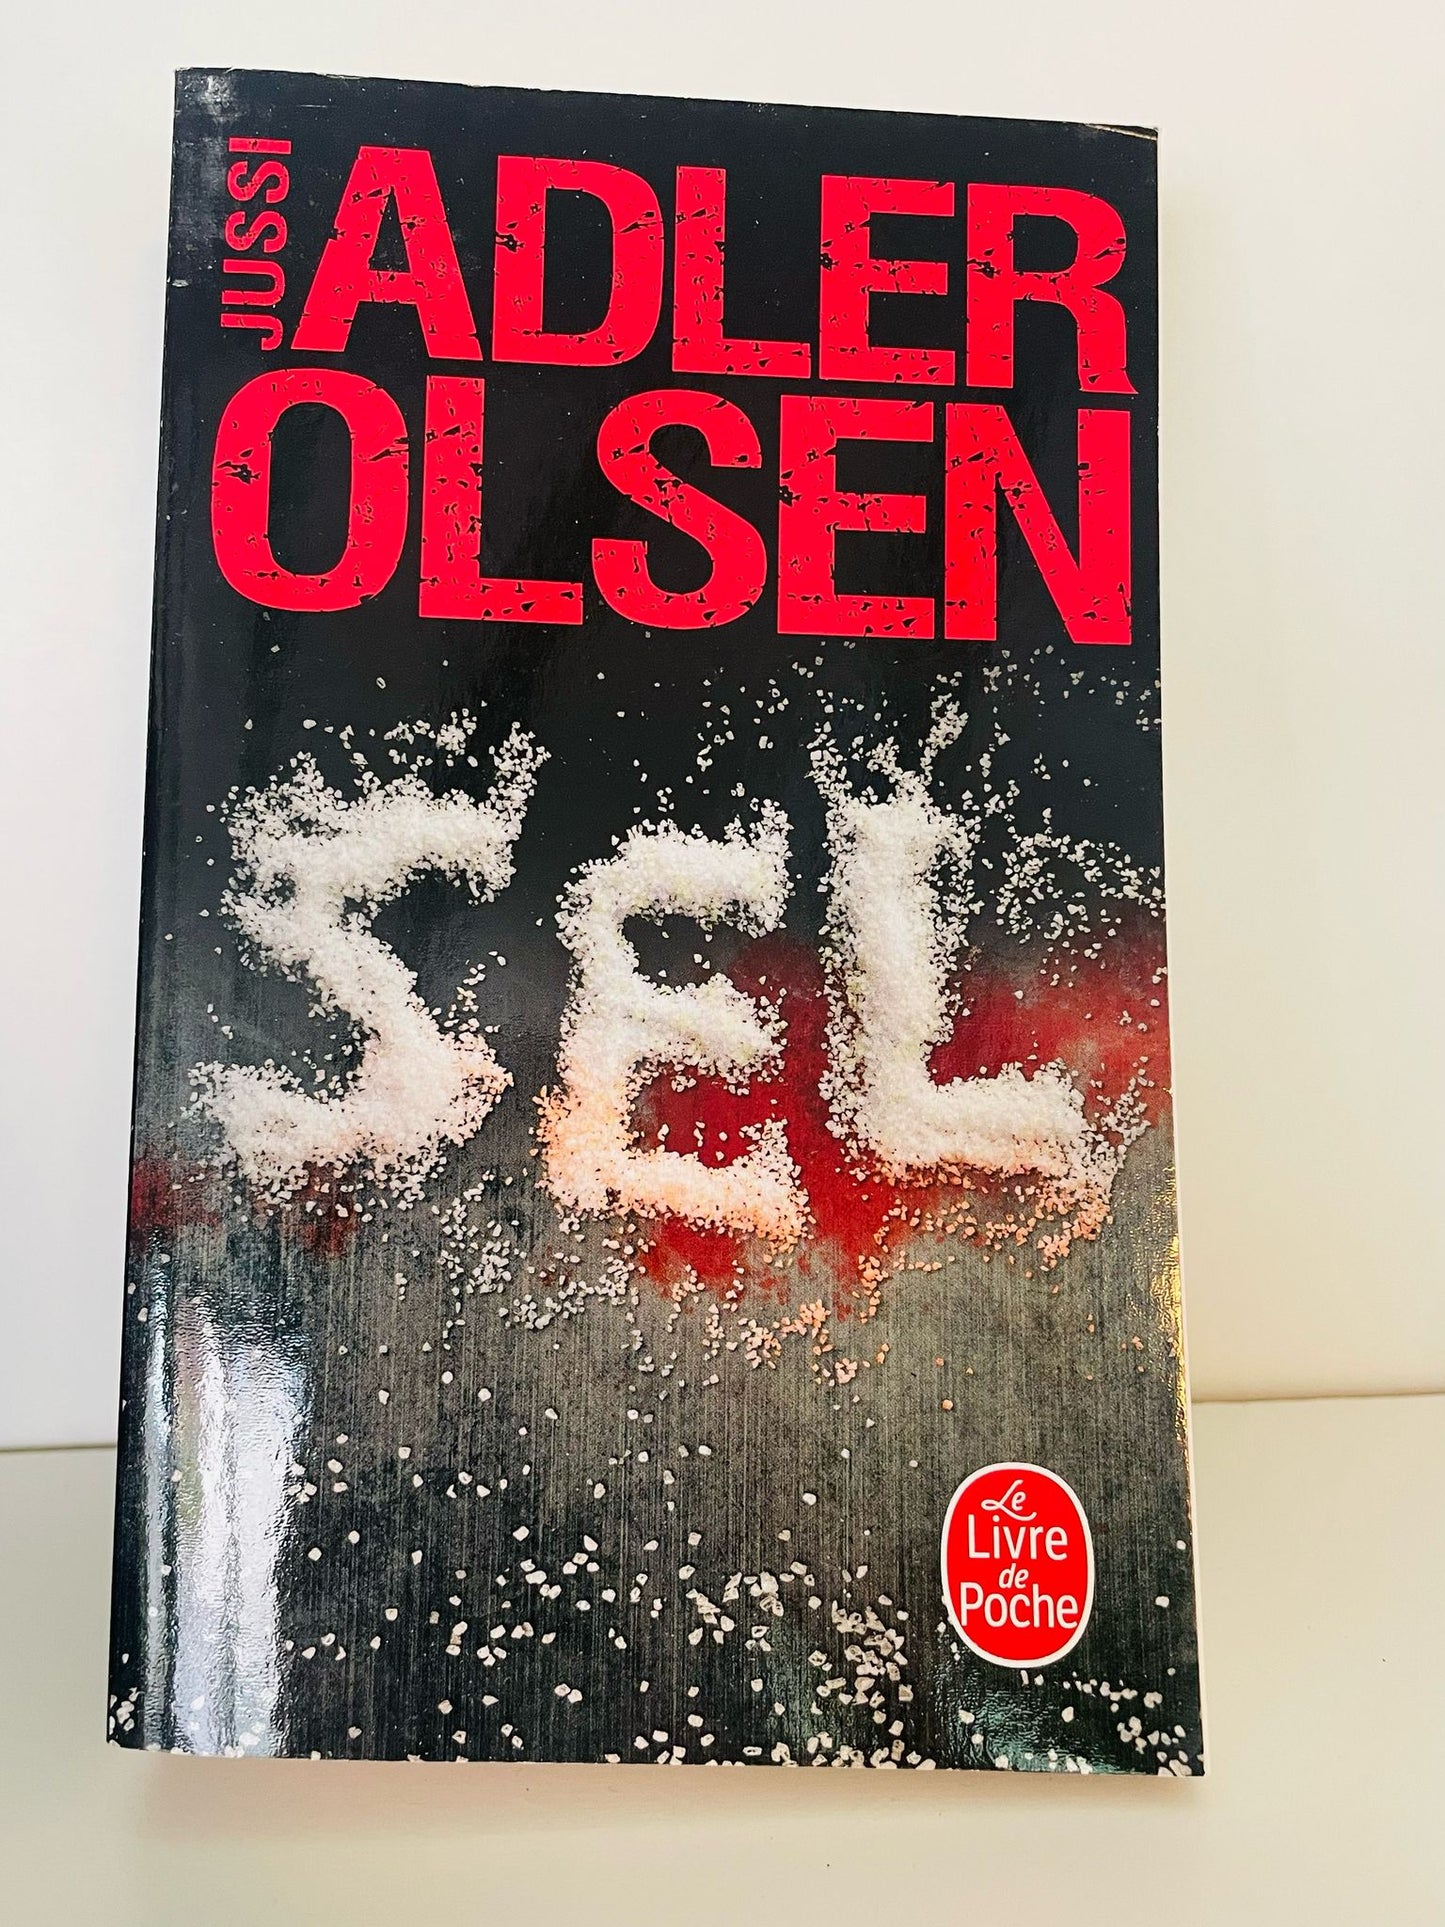 JUSSI
ADLER
OLSEN
SEL
Le
Livre
de
Poche